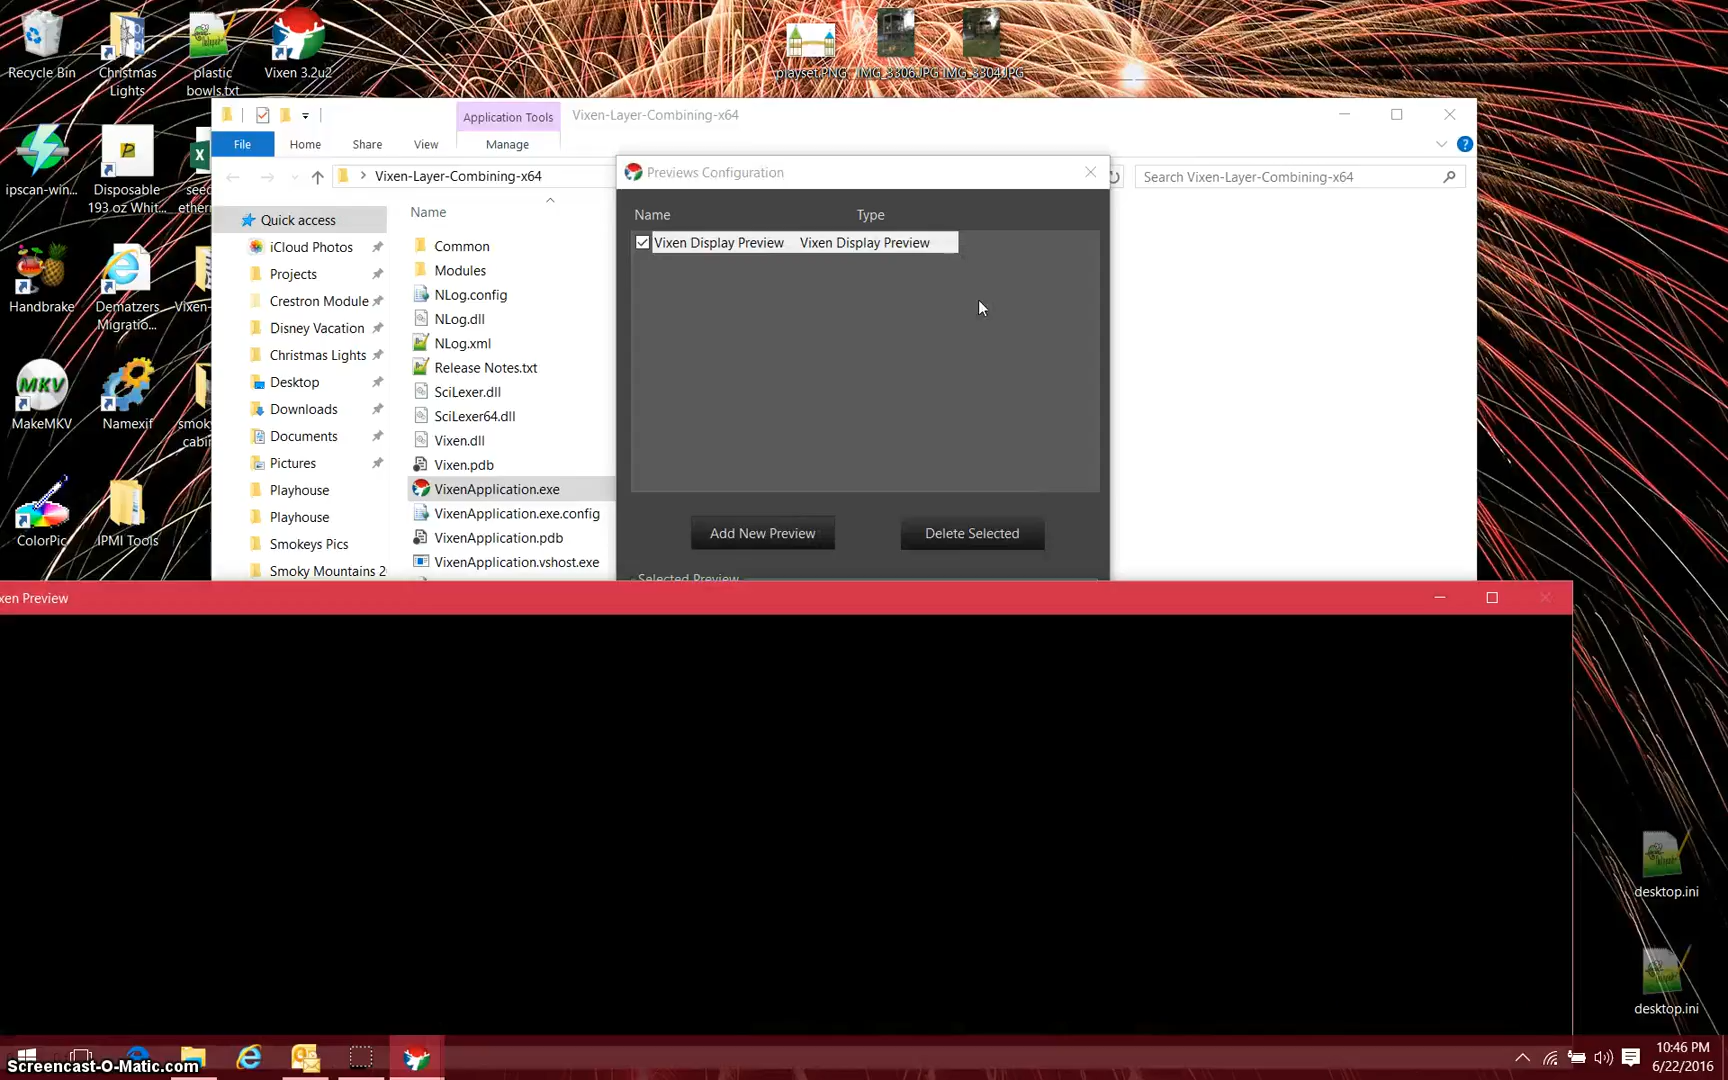 Recycle Bin
Christmas Lights
plastic bowls.txt
Vixen 3.2u2
playset.PNG
IMG_3306.JPG
IMG_3304.JPG
ipscan-win...
Disposable 193 oz Whit...
seed
ethern
Handbrake
Dematzers Migratio...
Vixen-
MakeMKV
MKV
Namexif
smoky
cabin
ColorPic
IPMI Tools
Application Tools
Vixen-Layer-Combining-x64
File
Home
Share
View
Manage
Vixen-Layer-Combining-x64
Search Vixen-Layer-Combining-x64
Quick access
iCloud Photos
Projects
Crestron Module
Disney Vacation
Christmas Lights
Desktop
Downloads
Documents
Pictures
Playhouse
Playhouse
Smokeys Pics
Smoky Mountains 2
Name
Common
Modules
NLog.config
NLog.dll
NLog.xml
Release Notes.txt
SciLexer.dll
SciLexer64.dll
Vixen.dll
Vixen.pdb
VixenApplication.exe
VixenApplication.exe.config
VixenApplication.pdb
VixenApplication.vshost.exe
Previews Configuration
Name Type
Vixen Display Preview Vixen Display Preview
Add New Preview
Delete Selected
Selected Preview
xen Preview
desktop.ini
desktop.ini
Screencast-O-Matic.com
10:46 PM
6/22/2016